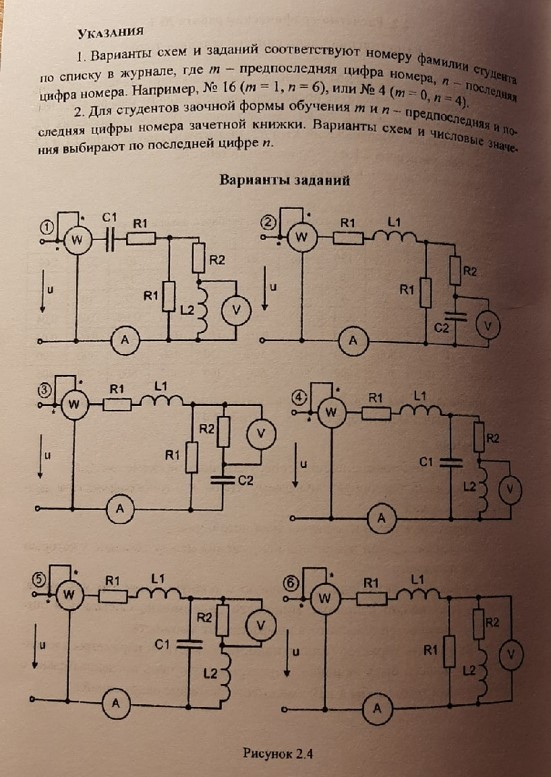 Указания
1. Варианты схем и заданий соответствуют номеру фамилии студента
по списку в журнале, где m – предпоследняя цифра номера, n – последняя
цифра номера. Например, № 16 (m = 1, n = 6), или № 4 (m = 0, n = 4).
2. Для студентов заочной формы обучения m и n – предпоследняя и по-
следняя цифры номера зачетной книжки. Варианты схем и числовые значе-
ния выбирают по последней цифре n.
Варианты заданий
1 * * W C1 R1 R2 R1 L2 V A u
2 * * W R1 L1 R2 R1 C2 V A u
3 * * W R1 L1 R2 V R1 C2 A u
4 * * W R1 L1 R2 C1 L2 V A u
5 * * W R1 L1 R2 V C1 L2 A u
6 * * W R1 L1 R2 R1 L2 V A u
Рисунок 2.4